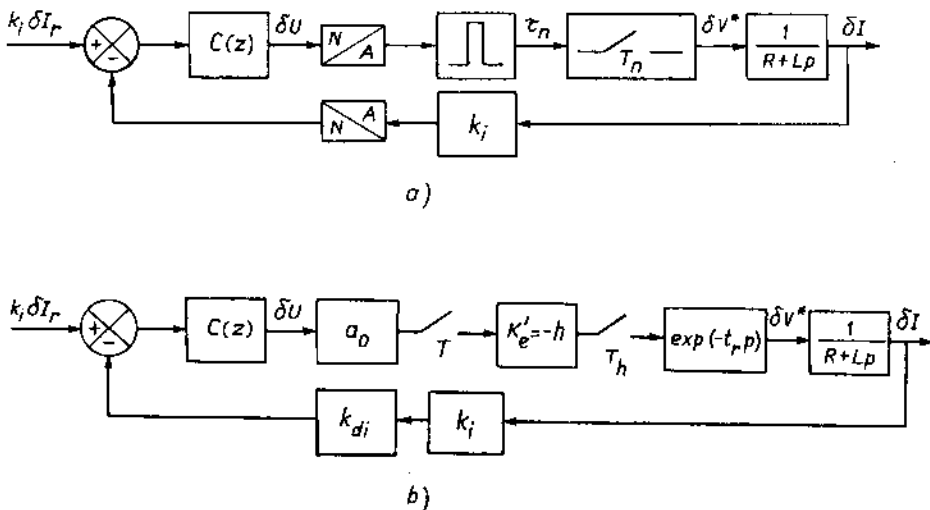 k_i δI_r + - C(z) δU N/A τ_n T_n δV* 1/(R+Lp) δI
N/A k_i
a)
k_i δI_r + - C(z) δU a_0 T K'_e=-h T_h exp(-t_r p) δV* 1/(R+Lp) δI
k_di k_i
b)